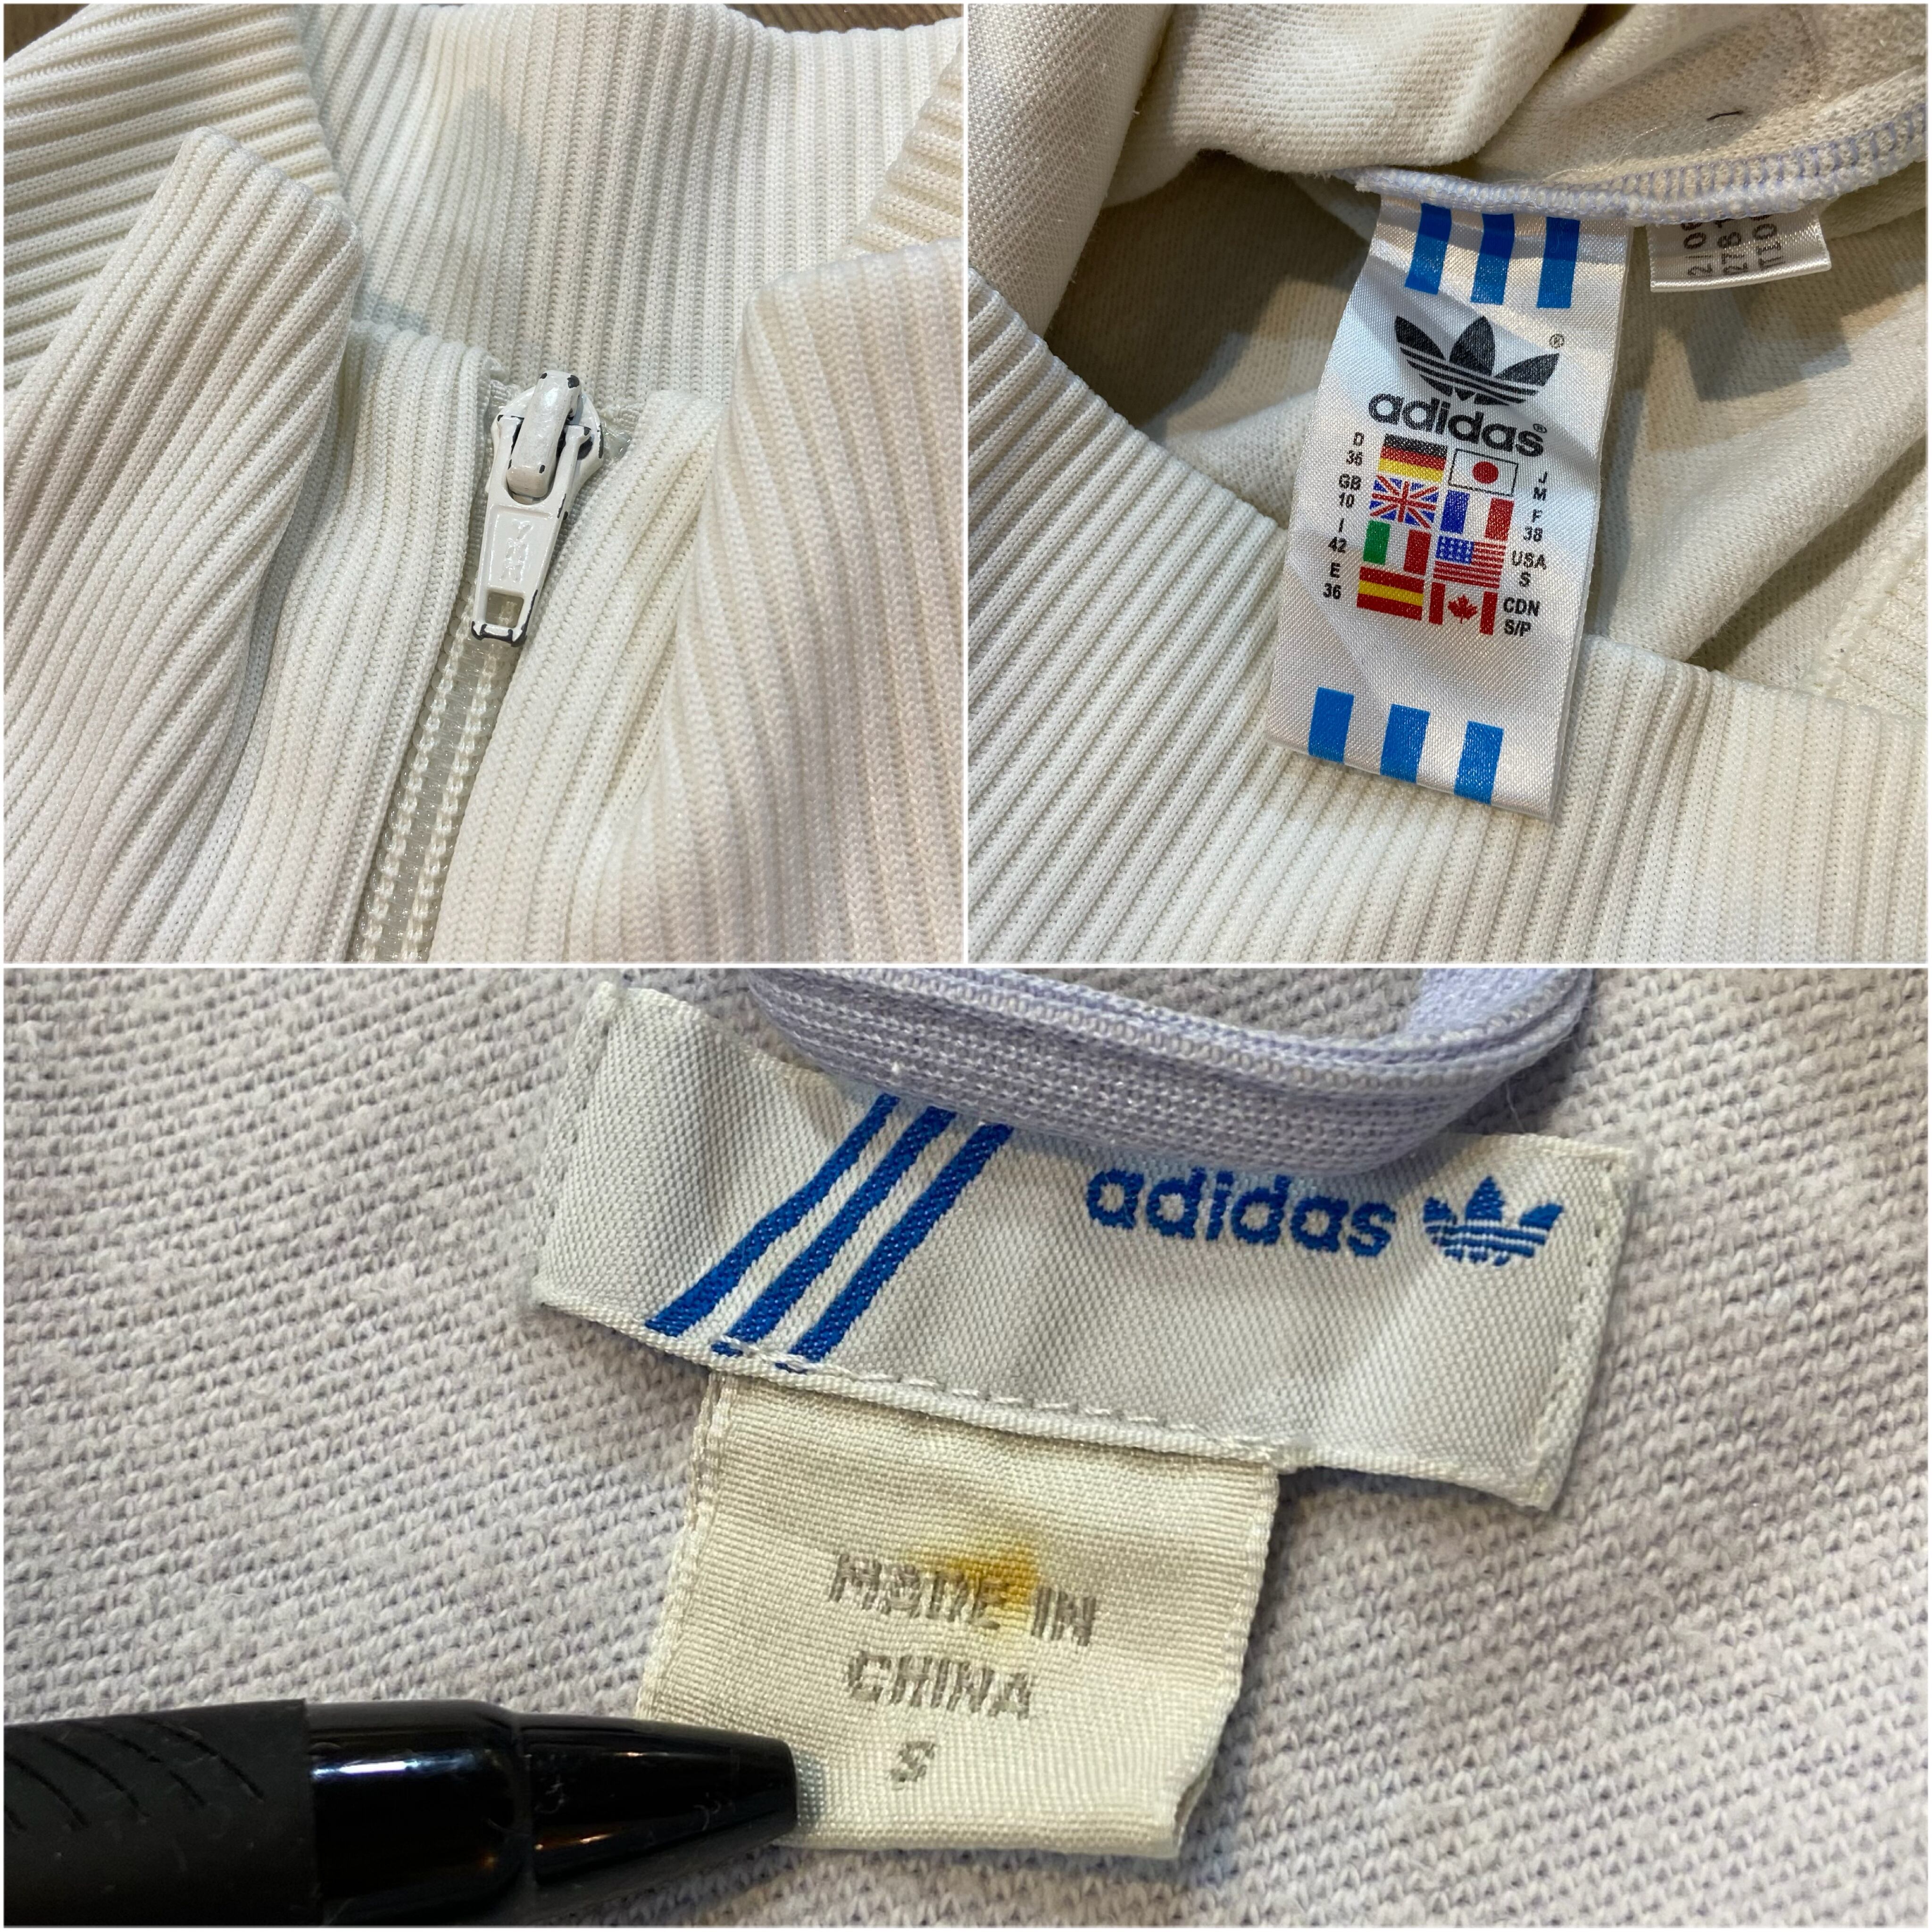 adidas
D
36
J
M
GB
10
F
38
I
42
USA
S
E
36
CDN
S/P
adidas
MADE IN
CHINA
S